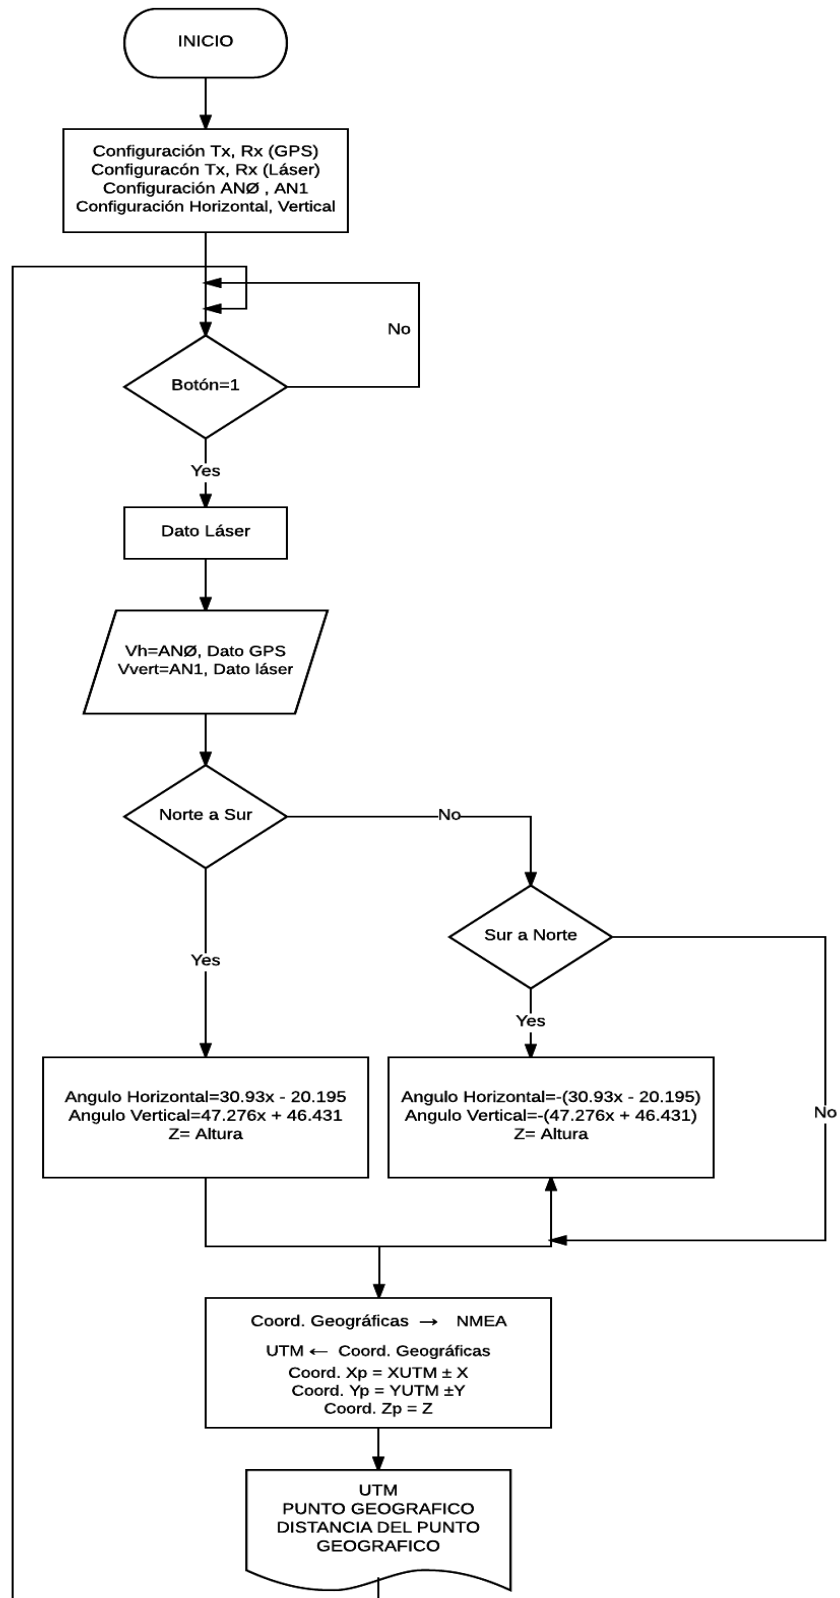 INICIO
Configuración Tx, Rx (GPS)
Configuracón Tx, Rx (Láser)
Configuración ANØ , AN1
Configuración Horizontal, Vertical
No
Botón=1
Yes
Dato Láser
Vh=ANØ, Dato GPS
Vvert=AN1, Dato láser
Norte a Sur
No
Sur a Norte
Yes
Yes
Angulo Horizontal=30.93x - 20.195
Angulo Vertical=47.276x + 46.431
Z= Altura
Angulo Horizontal=-(30.93x - 20.195)
Angulo Vertical=-(47.276x + 46.431)
Z= Altura
No
Coord. Geográficas → NMEA
UTM ← Coord. Geográficas
Coord. Xp = XUTM ± X
Coord. Yp = YUTM ±Y
Coord. Zp = Z
UTM
PUNTO GEOGRAFICO
DISTANCIA DEL PUNTO
GEOGRAFICO